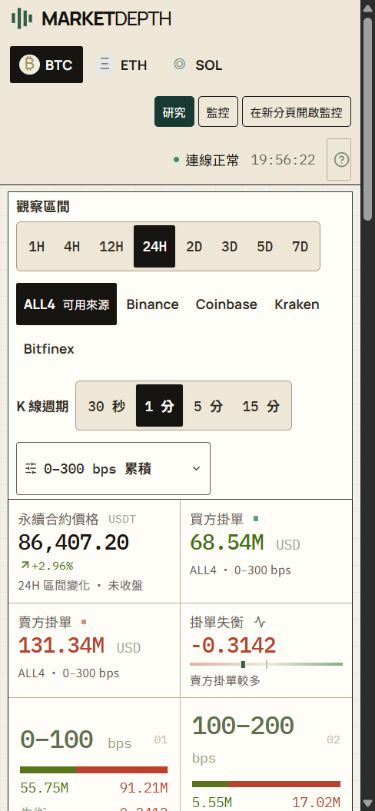 MARKETDEPTH
BTC ETH SOL
研究 監控 在新分頁開啟監控
連線正常 19:56:22
觀察區間
1H 4H 12H 24H 2D 3D 5D 7D
ALL4 可用來源 Binance Coinbase Kraken
Bitfinex
K 線週期 30 秒 1 分 5 分 15 分
0–300 bps 累積
永續合約價格 USDT
86,407.20
+2.96%
24H 區間變化 · 未收盤
買方掛單
68.54M USD
ALL4 · 0–300 bps
賣方掛單
131.34M USD
ALL4 · 0–300 bps
掛單失衡
-0.3142
賣方掛單較多
0–100 bps 01
55.75M 91.21M
100–200 02
bps
5.55M 17.02M